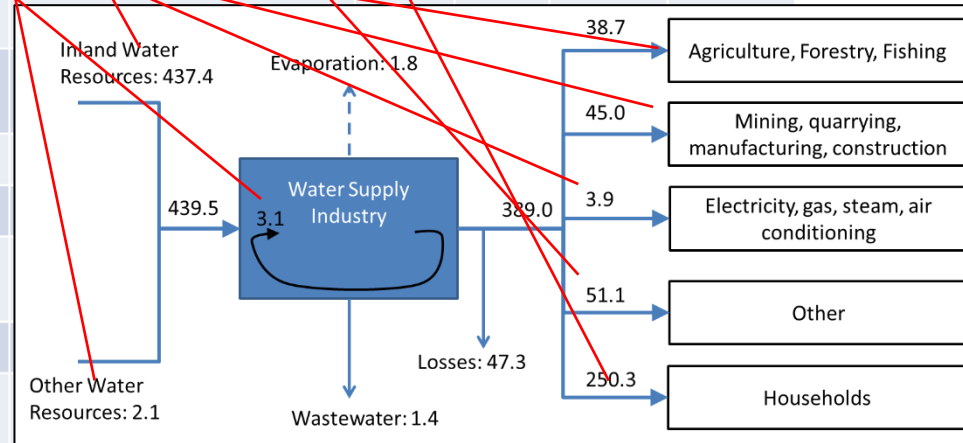 Inland Water
Resources: 437.4
Evaporation: 1.8
38.7
Agriculture, Forestry, Fishing
45.0
Mining, quarrying,
manufacturing, construction
Water Supply
Industry
439.5
3.1
389.0
3.9
Electricity, gas, steam, air
conditioning
51.1
Other
Losses: 47.3
250.3
Households
Other Water
Resources: 2.1
Wastewater: 1.4